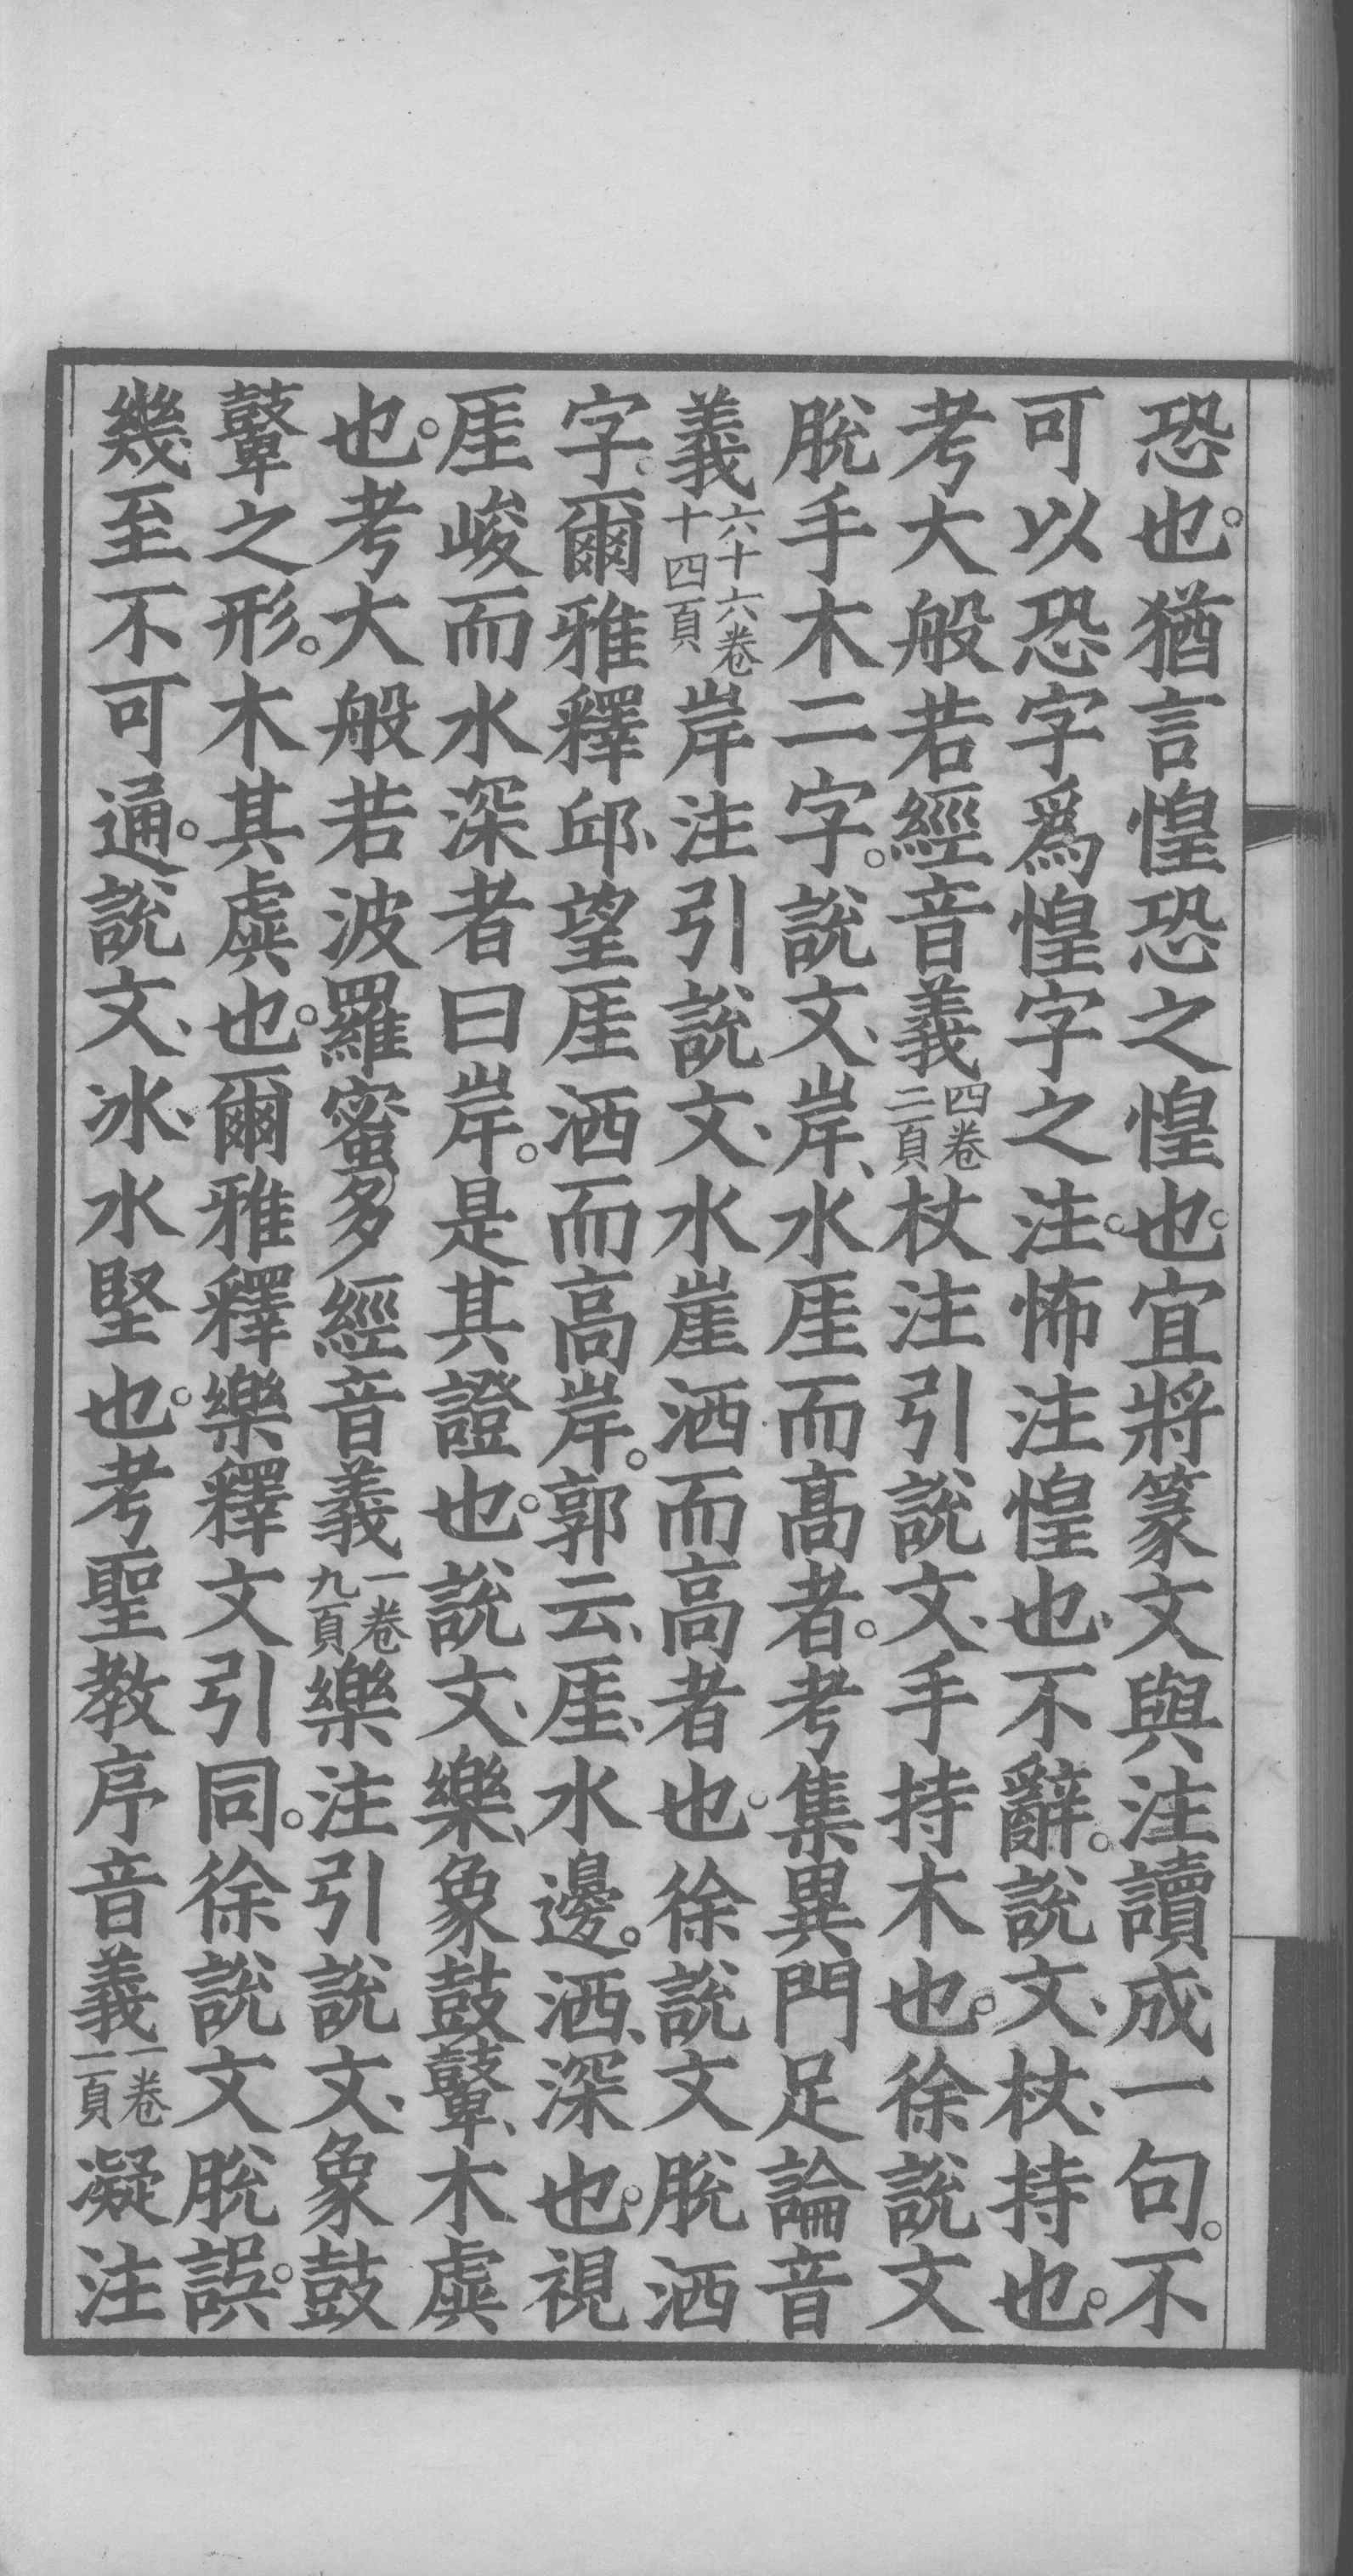 恐也。猶言惶恐之惶也。宜將篆文與注讀成一句。不
可以恐字爲惶字之注。怖注惶也、不辭。說文、杖、持也。
考大般若經音義四卷二頁杖注引說文、手持木也。徐說文
脫手木二字。說文、岸、水厓而高者。考集異門足論音
義六十六卷十四頁岸注引說文、水崖洒而高者也。徐說文脫洒
字。爾雅釋邱、望厓洒而高岸。郭云、厓、水邊。洒、深也。視
厓峻而水深者曰岸。是其證也。說文、樂、象鼓鼙、木虡
也。考大般若波羅蜜多經音義一卷九頁樂注引說文、象鼓
鼙之形。木其虡也。爾雅釋樂釋文引同。徐說文脫誤。
幾至不可通。說文、冰、水堅也。考聖教序音義一卷一頁凝注